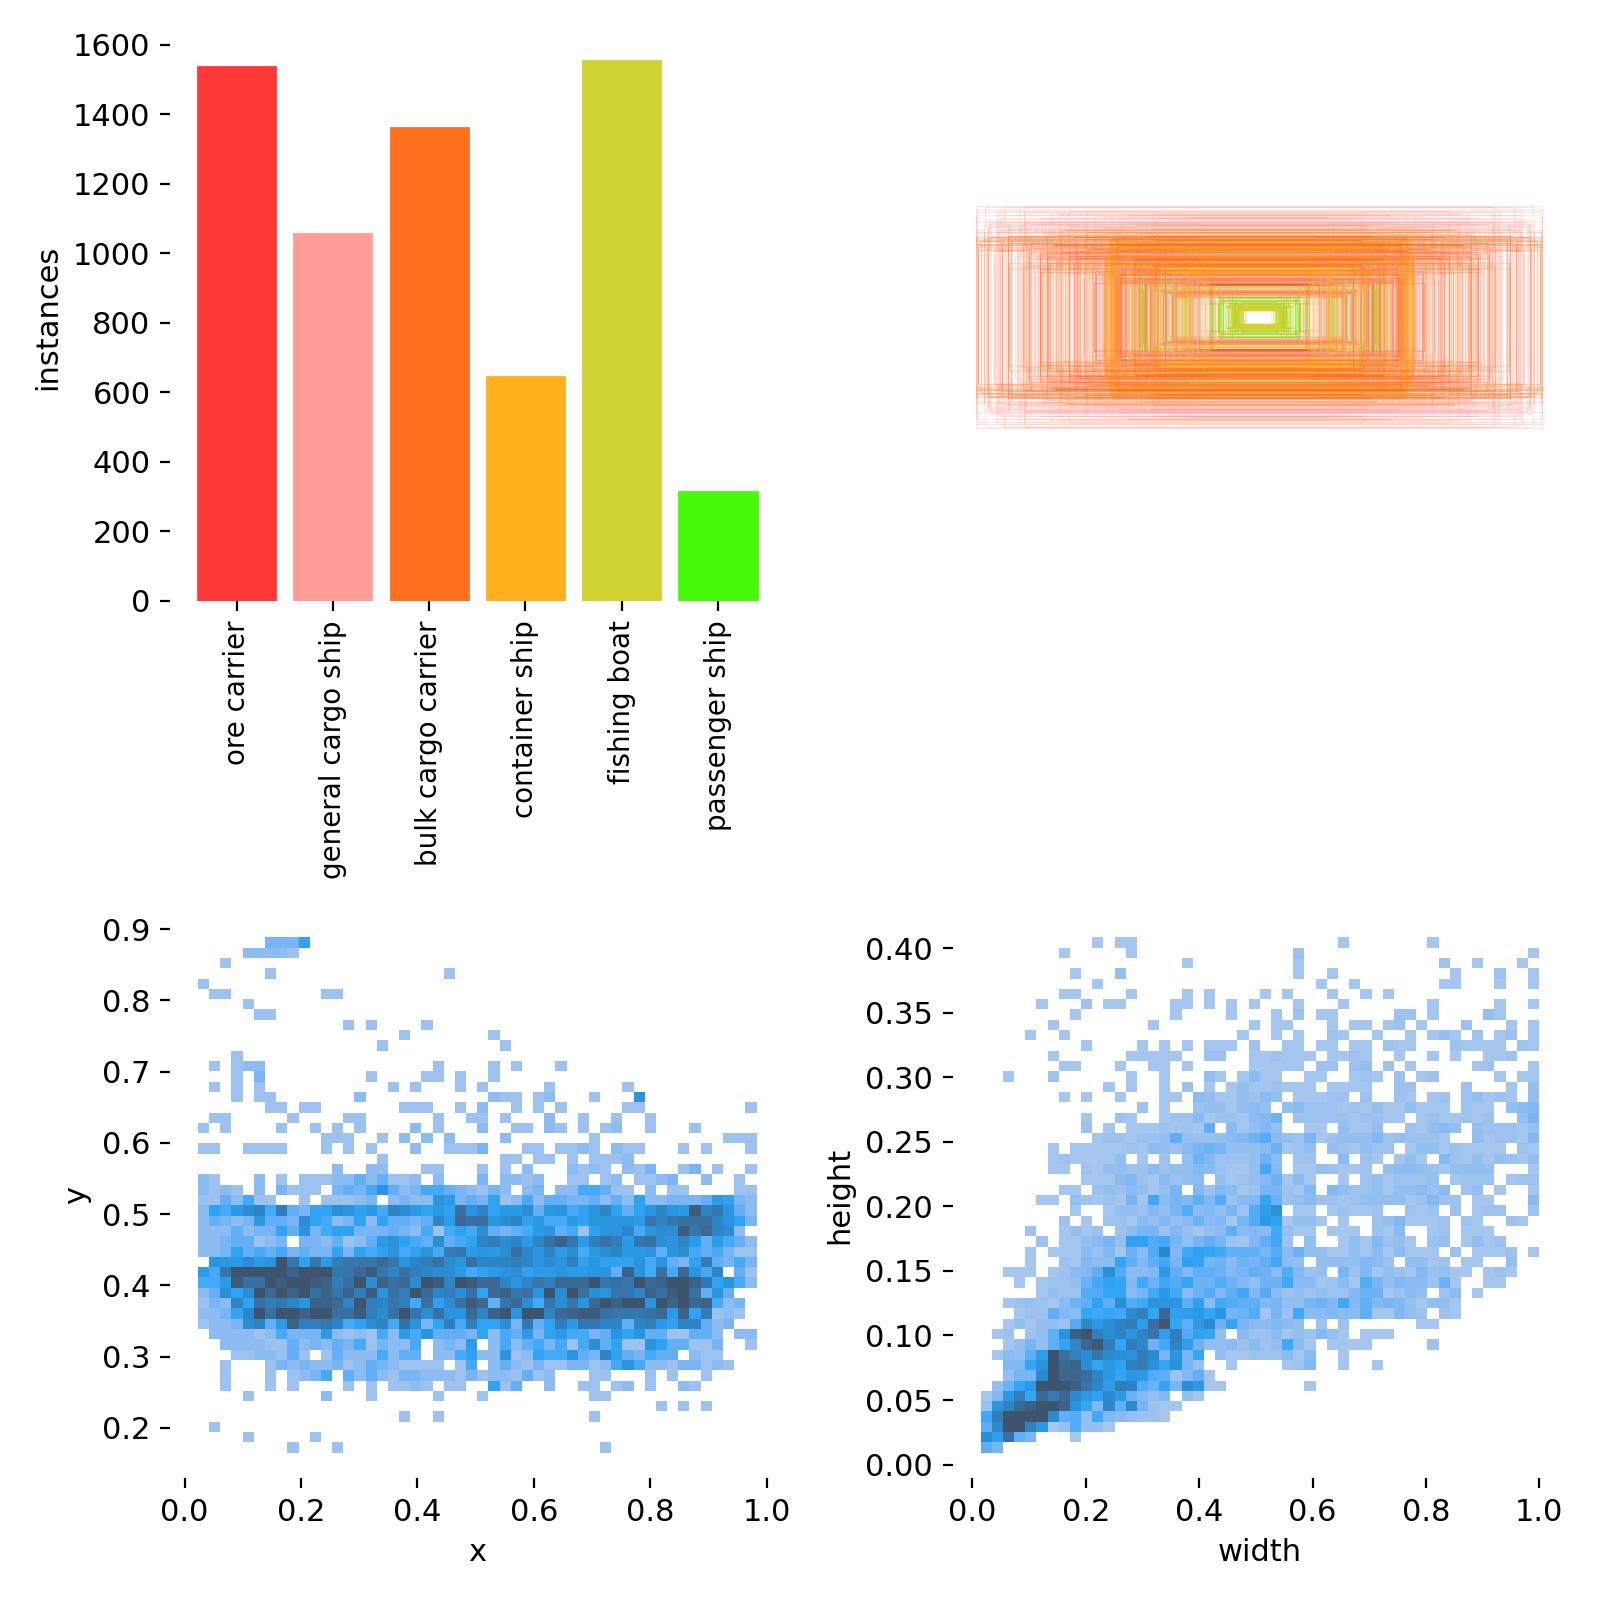 1600
1400
1200
1000
800
600
400
200
0
instances
ore carrier
general cargo ship
bulk cargo carrier
container ship
fishing boat
passenger ship
0.9
0.8
0.7
0.6
0.5
0.4
0.3
0.2
y
0.0 0.2 0.4 0.6 0.8 1.0
x
0.40
0.35
0.30
0.25
0.20
0.15
0.10
0.05
0.00
height
0.0 0.2 0.4 0.6 0.8 1.0
width